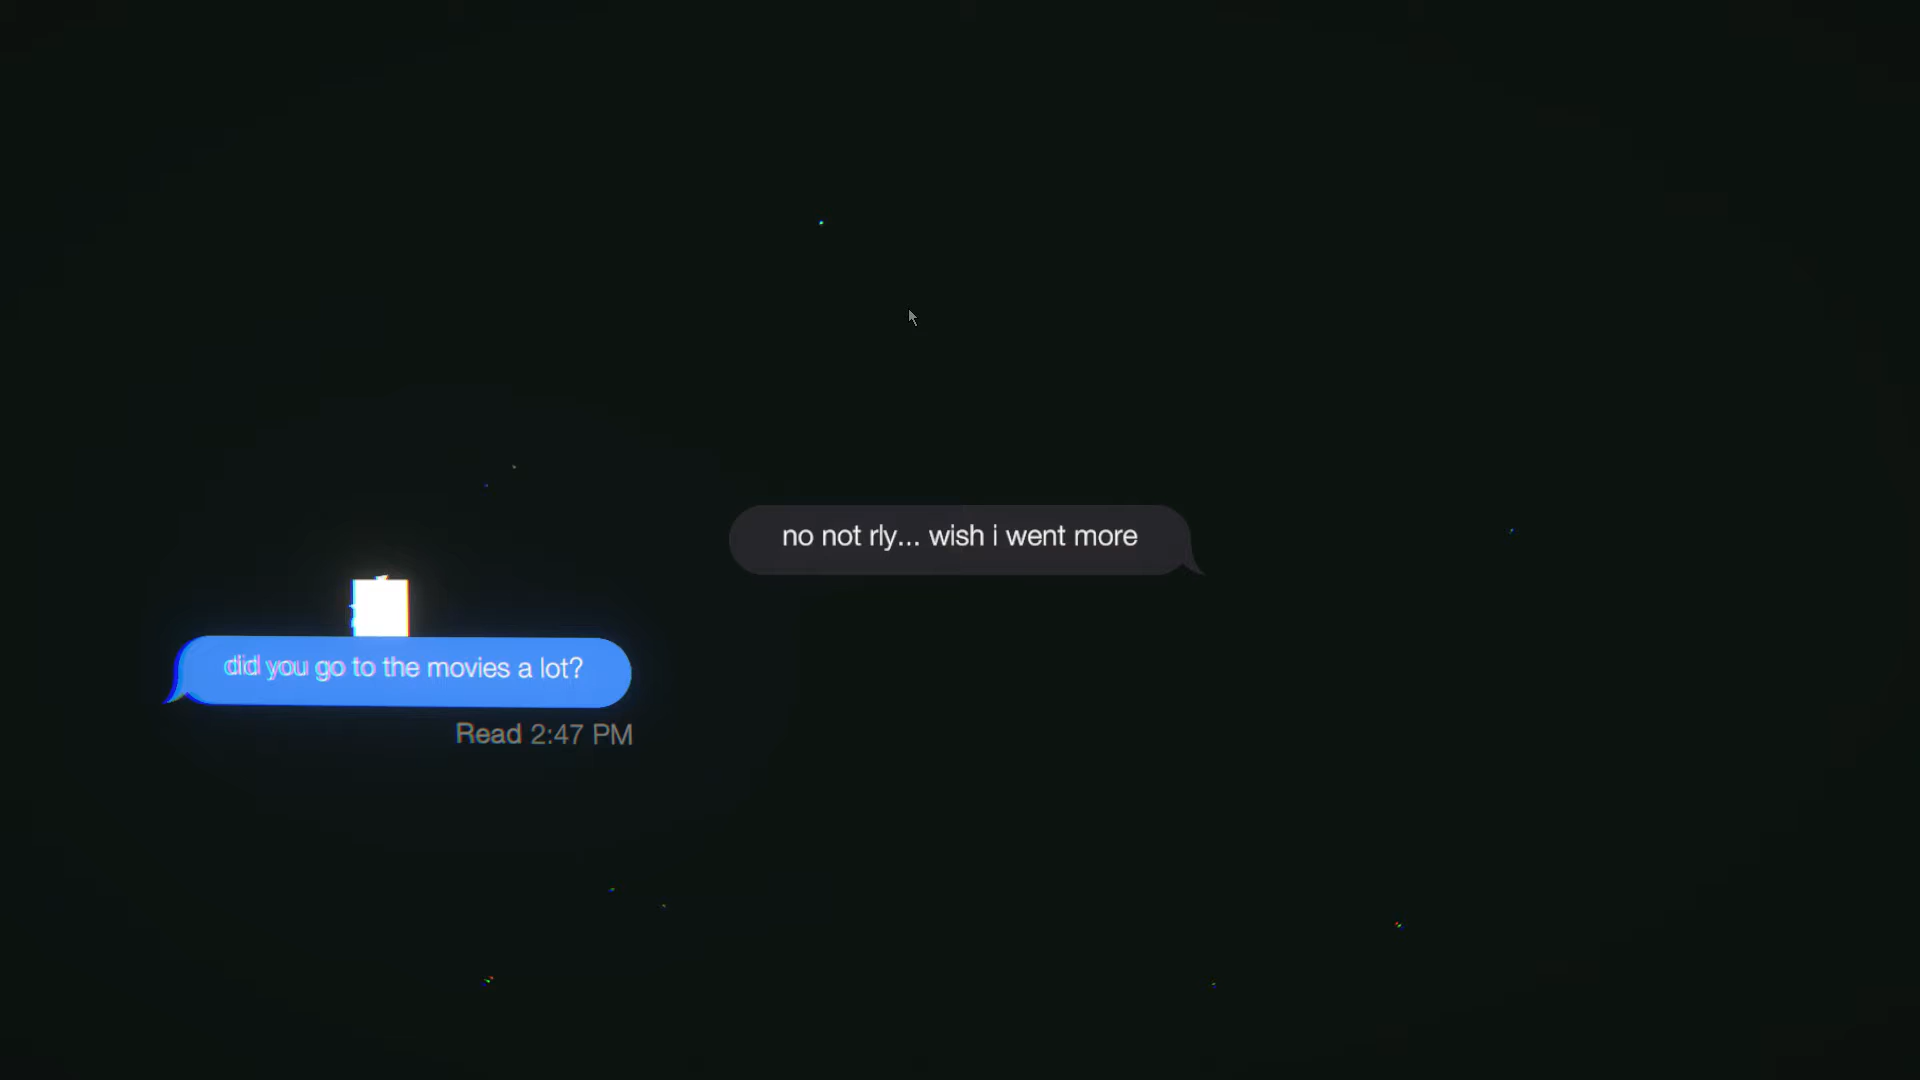 no not rly... wish i went more
did you go to the movies a lot?
Read 2:47 PM